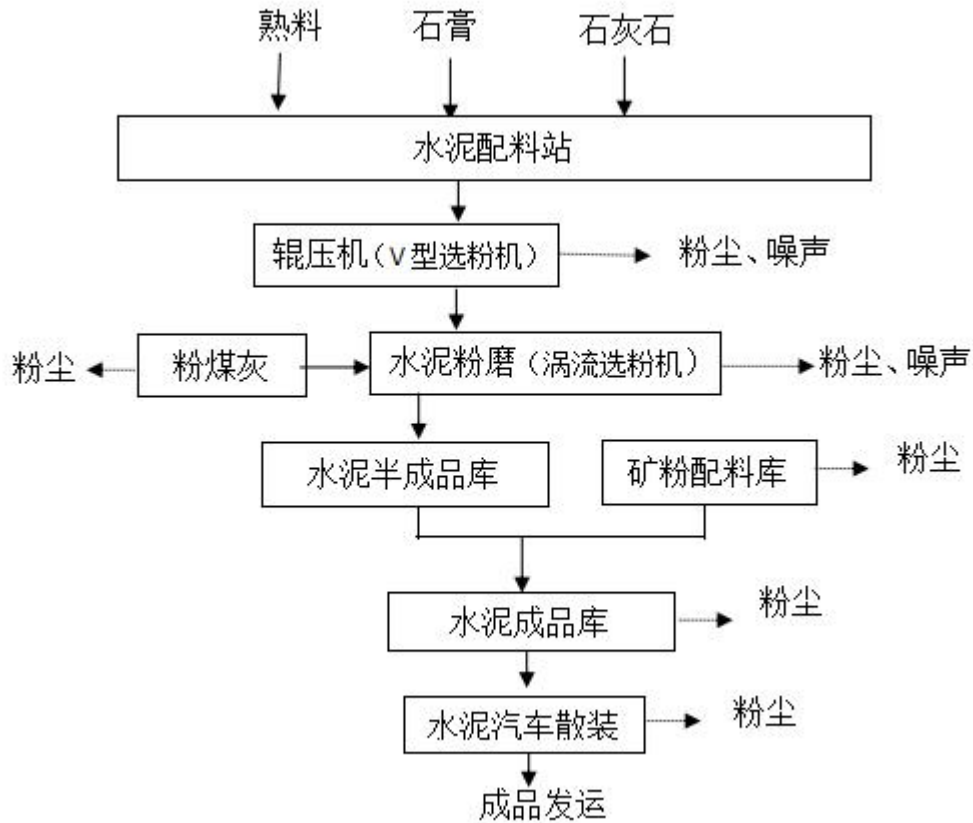 熟料 石膏 石灰石
水泥配料站
辊压机（V型选粉机） 粉尘、噪声
粉尘 粉煤灰 水泥粉磨（涡流选粉机） 粉尘、噪声
水泥半成品库 矿粉配料库 粉尘
水泥成品库 粉尘
水泥汽车散装 粉尘
成品发运